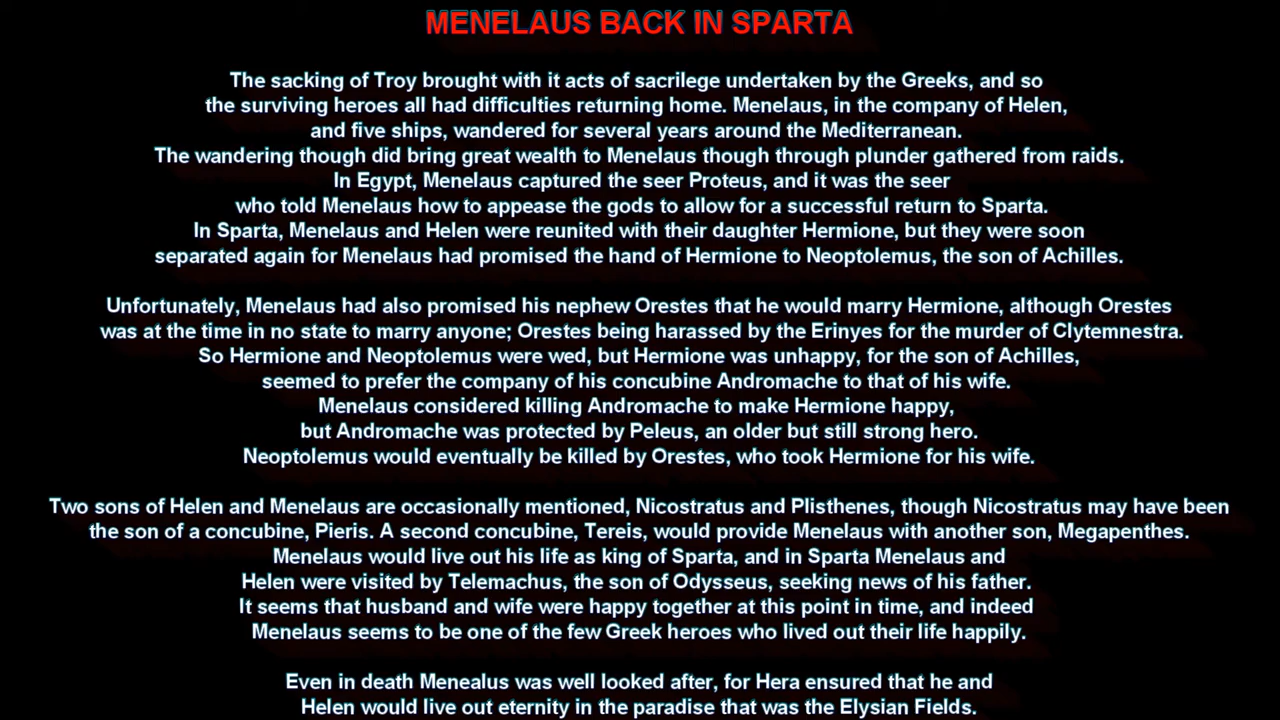 MENELAUS BACK IN SPARTA
The sacking of Troy brought with it acts of sacrilege undertaken by the Greeks, and so
the surviving heroes all had difficulties returning home. Menelaus, in the company of Helen,
and five ships, wandered for several years around the Mediterranean.
The wandering though did bring great wealth to Menelaus though through plunder gathered from raids.
In Egypt, Menelaus captured the seer Proteus, and it was the seer
who told Menelaus how to appease the gods to allow for a successful return to Sparta.
In Sparta, Menelaus and Helen were reunited with their daughter Hermione, but they were soon
separated again for Menelaus had promised the hand of Hermione to Neoptolemus, the son of Achilles.
Unfortunately, Menelaus had also promised his nephew Orestes that he would marry Hermione, although Orestes
was at the time in no state to marry anyone; Orestes being harassed by the Erinyes for the murder of Clytemnestra.
So Hermione and Neoptolemus were wed, but Hermione was unhappy, for the son of Achilles,
seemed to prefer the company of his concubine Andromache to that of his wife.
Menelaus considered killing Andromache to make Hermione happy,
but Andromache was protected by Peleus, an older but still strong hero.
Neoptolemus would eventually be killed by Orestes, who took Hermione for his wife.
Two sons of Helen and Menelaus are occasionally mentioned, Nicostratus and Plisthenes, though Nicostratus may have been
the son of a concubine, Pieris. A second concubine, Tereis, would provide Menelaus with another son, Megapenthes.
Menelaus would live out his life as king of Sparta, and in Sparta Menelaus and
Helen were visited by Telemachus, the son of Odysseus, seeking news of his father.
It seems that husband and wife were happy together at this point in time, and indeed
Menelaus seems to be one of the few Greek heroes who lived out their life happily.
Even in death Menealus was well looked after, for Hera ensured that he and
Helen would live out eternity in the paradise that was the Elysian Fields.